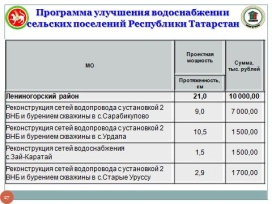 Программа улучшения водоснабжении
сельских поселений Республики Татарстан
МО
Проектная
мощность
Сумма,
тыс. рублей
Протяженность,
км
Лениногорский район
21,0
10 000,00
Реконструкция сетей водопровода с установкой 2
ВНБ и бурением скважины в с.Сарабикулово
9,0
7 000,00
Реконструкция сетей водопровода с установкой 2
ВНБ и бурением скважины в с.Урдала
10,5
1 500,00
Реконструкция сетей водоснабжения
с.Зай-Каратай
1,5
1 500,00
Реконструкция сетей водопровода с установкой 2
ВНБ и бурением скважины в с.Старые Уруссу
2,9
1 700,00